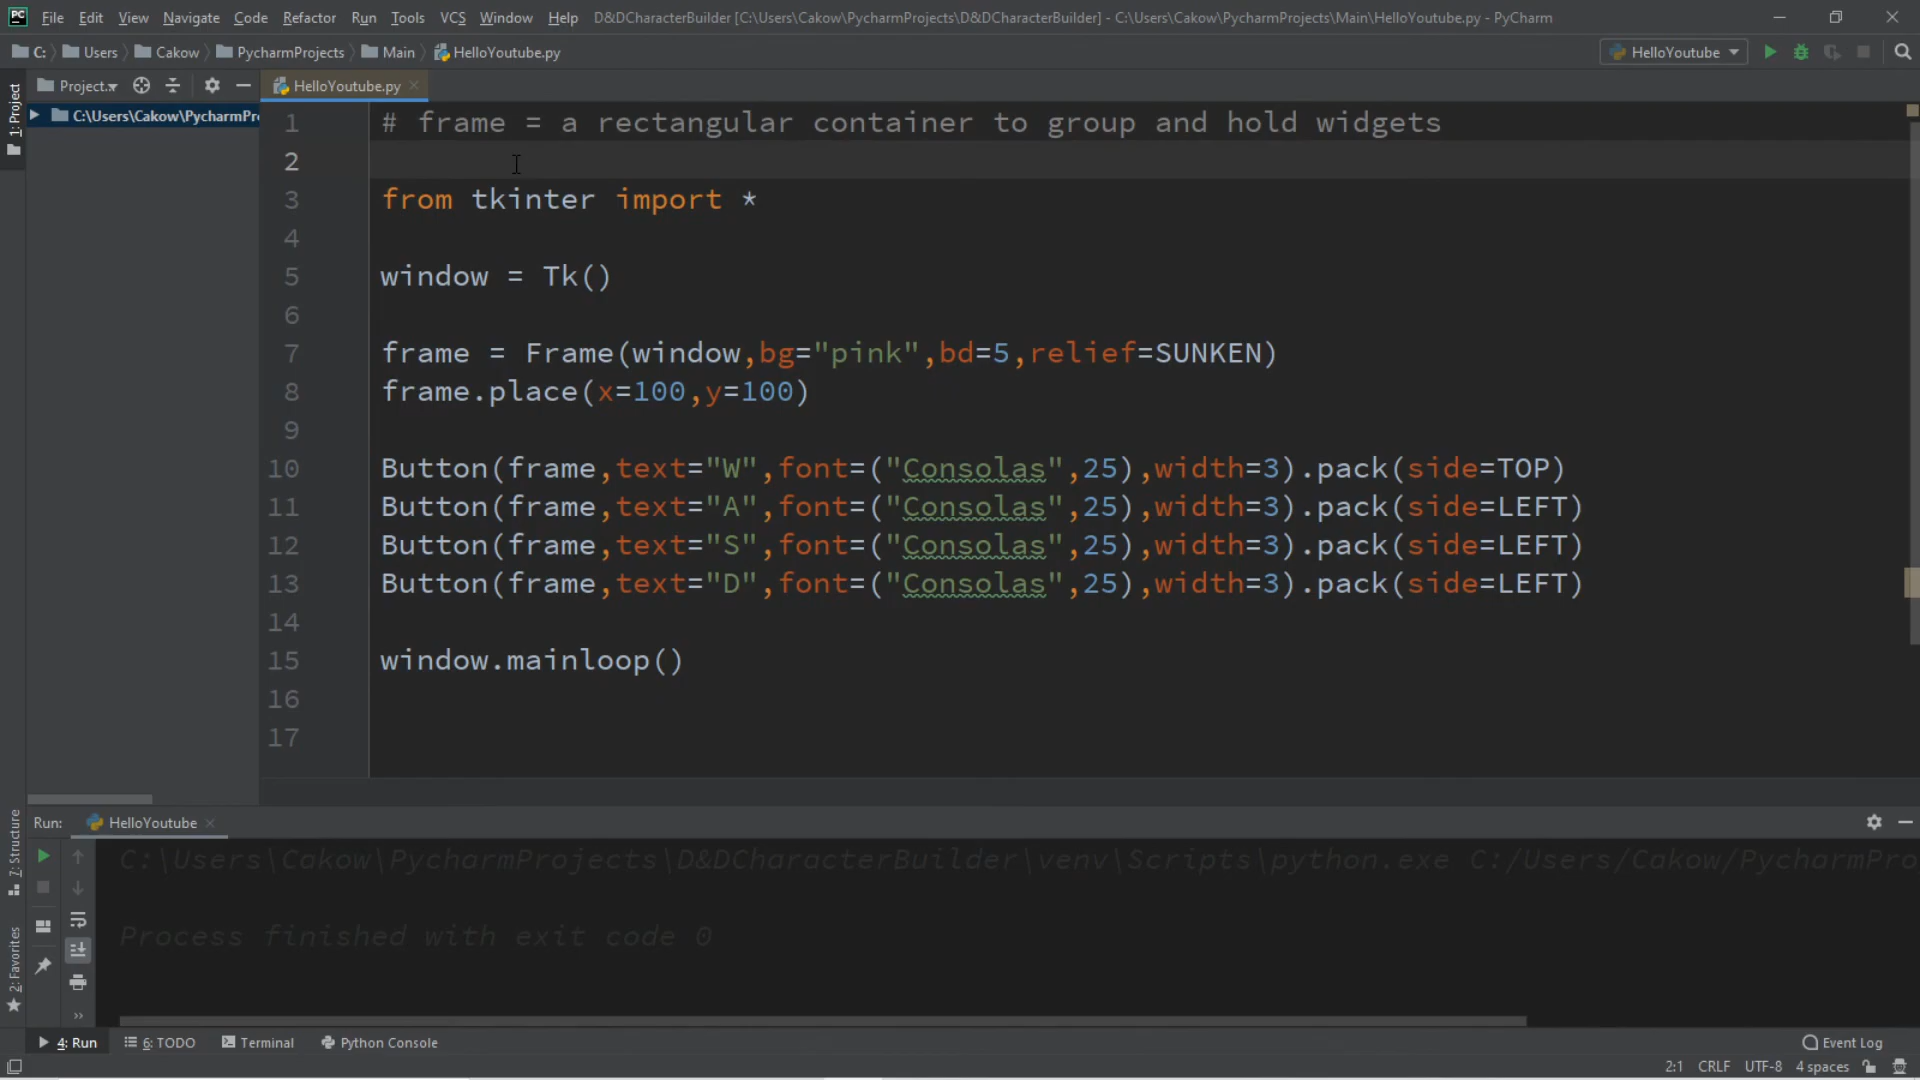 PC File Edit View Navigate Code Refactor Run Tools VCS Window Help D&DCharacterBuilder [C:\Users\Cakow\PycharmProjects\D&DCharacterBuilder] - C:\Users\Cakow\PycharmProjects\Main\HelloYoutube.py - PyCharm
C: Users Cakow PycharmProjects Main HelloYoutube.py HelloYoutube
1: Project
Project HelloYoutube.py
C:\Users\Cakow\PycharmPr
1 # frame = a rectangular container to group and hold widgets
2
3 from tkinter import *
4
5 window = Tk()
6
7 frame = Frame(window,bg="pink",bd=5,relief=SUNKEN)
8 frame.place(x=100,y=100)
9
10 Button(frame,text="W",font=("Consolas",25),width=3).pack(side=TOP)
11 Button(frame,text="A",font=("Consolas",25),width=3).pack(side=LEFT)
12 Button(frame,text="S",font=("Consolas",25),width=3).pack(side=LEFT)
13 Button(frame,text="D",font=("Consolas",25),width=3).pack(side=LEFT)
14
15 window.mainloop()
16
17
7: Structure
2: Favorites
Run: HelloYoutube
C:\Users\Cakow\PycharmProjects\D&DCharacterBuilder\venv\Scripts\python.exe C:/Users/Cakow/PycharmPro
Process finished with exit code 0
4: Run 6: TODO Terminal Python Console Event Log
2:1 CRLF UTF-8 4 spaces